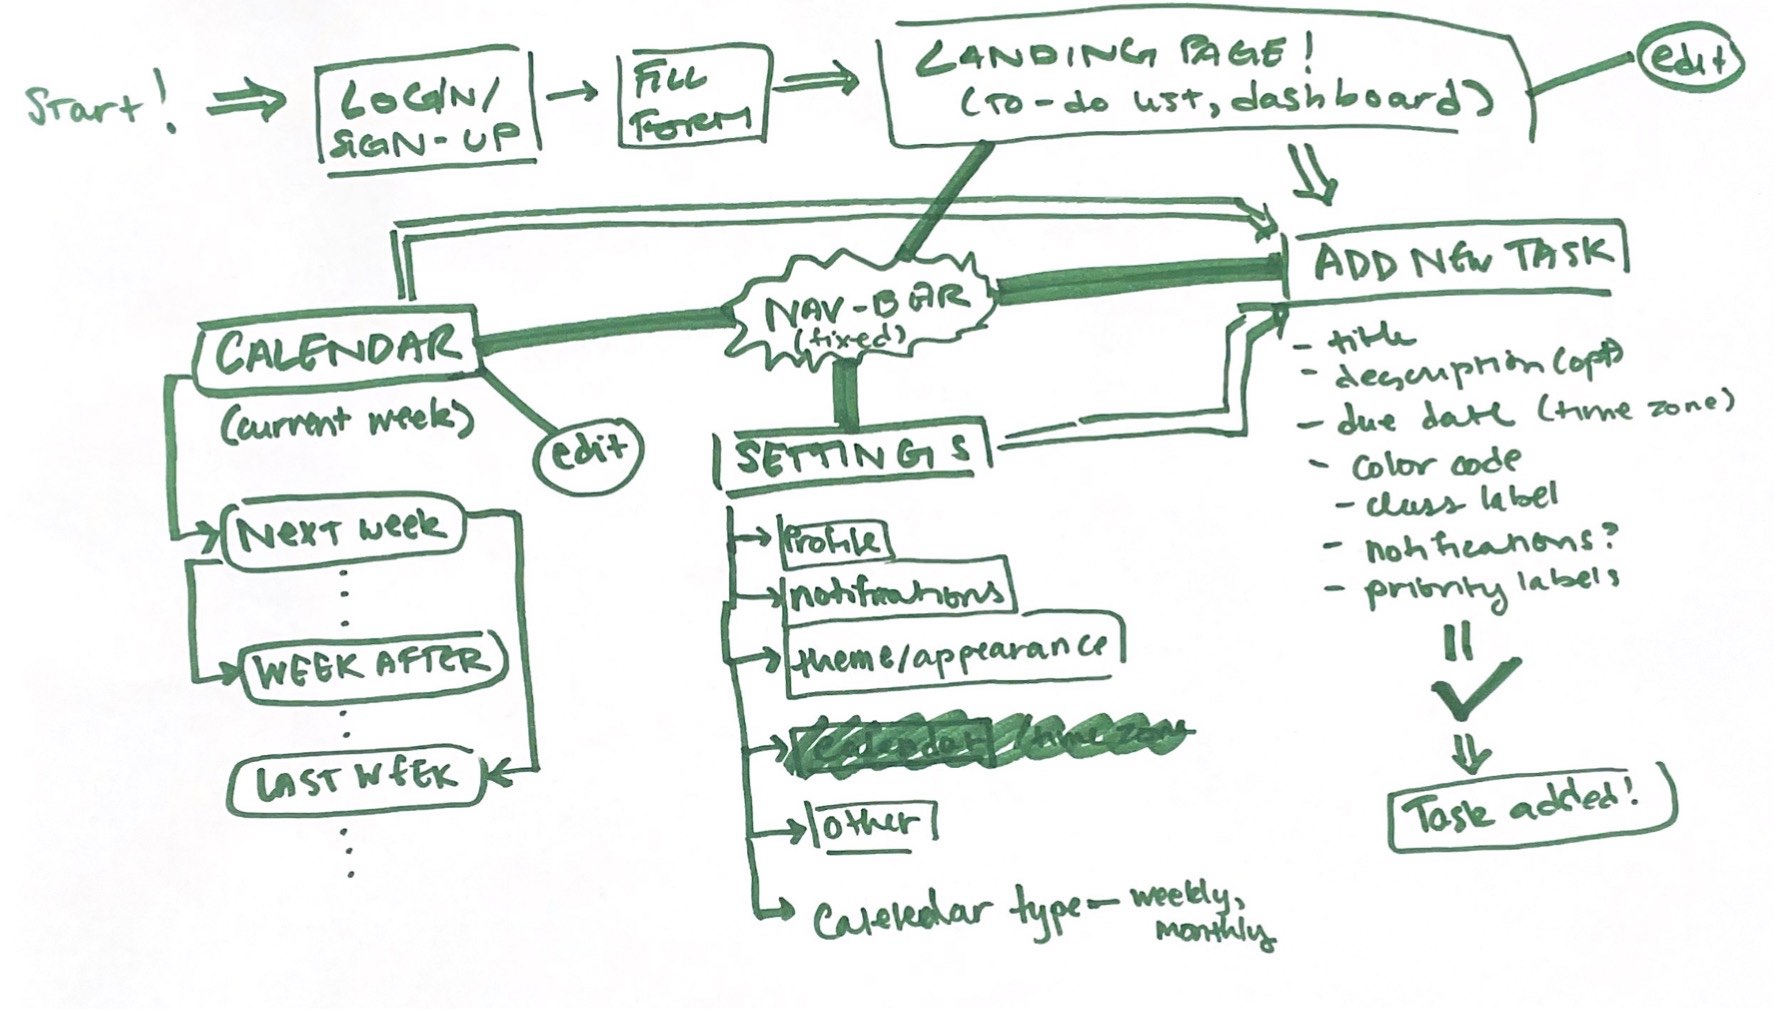 Start!
LOGIN/
SIGN-UP
FILL
FORM
LANDING PAGE!
(TO-do list, dashboard)
edit
NAV-BAR
(fixed)
CALENDAR
(current week)
edit
NEXT week
WEEK AFTER
LAST WEEK
SETTINGS
Profile
notifications
theme/appearance
calendar /time zone
other
Calendar type - weekly,
monthly
ADD NEW TASK
- title
- description (opt)
- due date (time zone)
- color code
- class label
- notifications?
- priority labels
Task added!